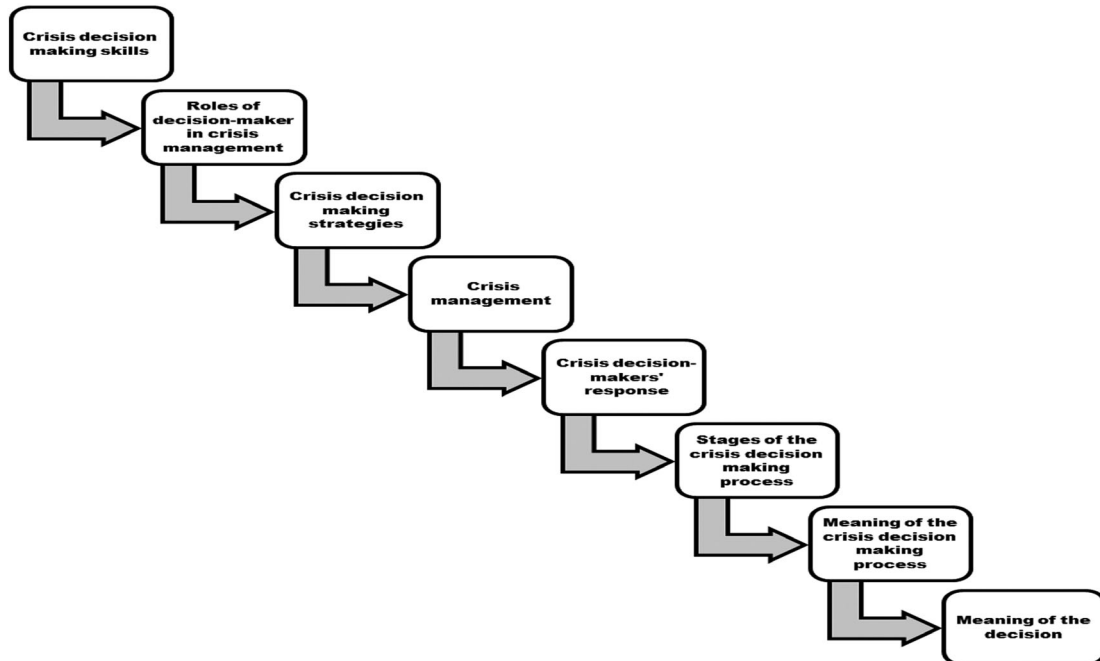 Crisis decision
making skills
Roles of
decision-maker
in crisis
management
Crisis decision
making
strategies
Crisis
management
Crisis decision-
makers'
response
Stages of the
crisis decision
making
process
Meaning of the
crisis decision
making
process
Meaning of the
decision